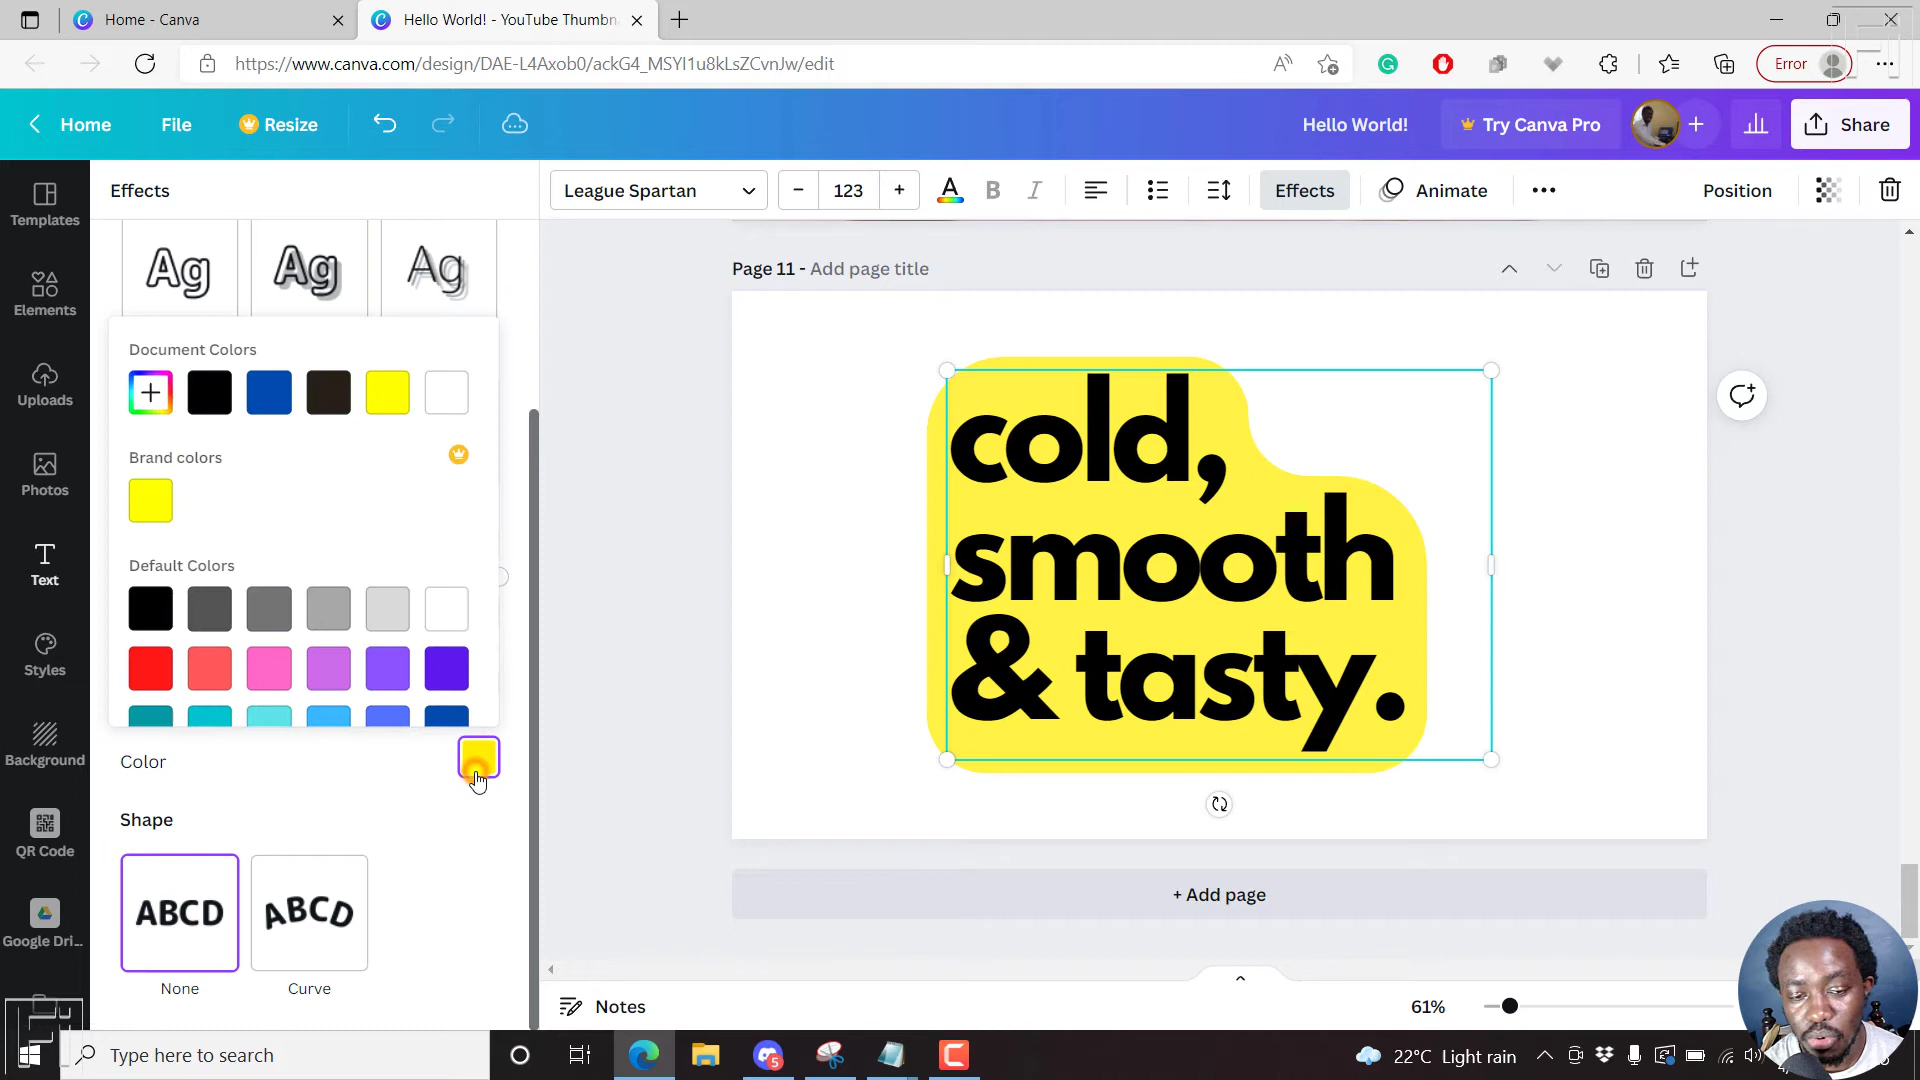 Home - Canva
Hello World! - YouTube Thumbn
https://www.canva.com/design/DAE-L4Axob0/ackG4_MSYI1u8kLsZCvnJw/edit
Error
Home
File
Resize
Hello World!
Try Canva Pro
Share
Effects
League Spartan
123
Effects
Animate
Position
Templates
Elements
Uploads
Photos
Text
Styles
Background
QR Code
Google Dri...
Ag
Ag
Ag
Document Colors
Brand colors
Default Colors
Color
Shape
ABCD
ABCD
None
Curve
Page 11 - Add page title
cold,
smooth
& tasty.
+ Add page
Notes
61%
Type here to search
5
22°C Light rain